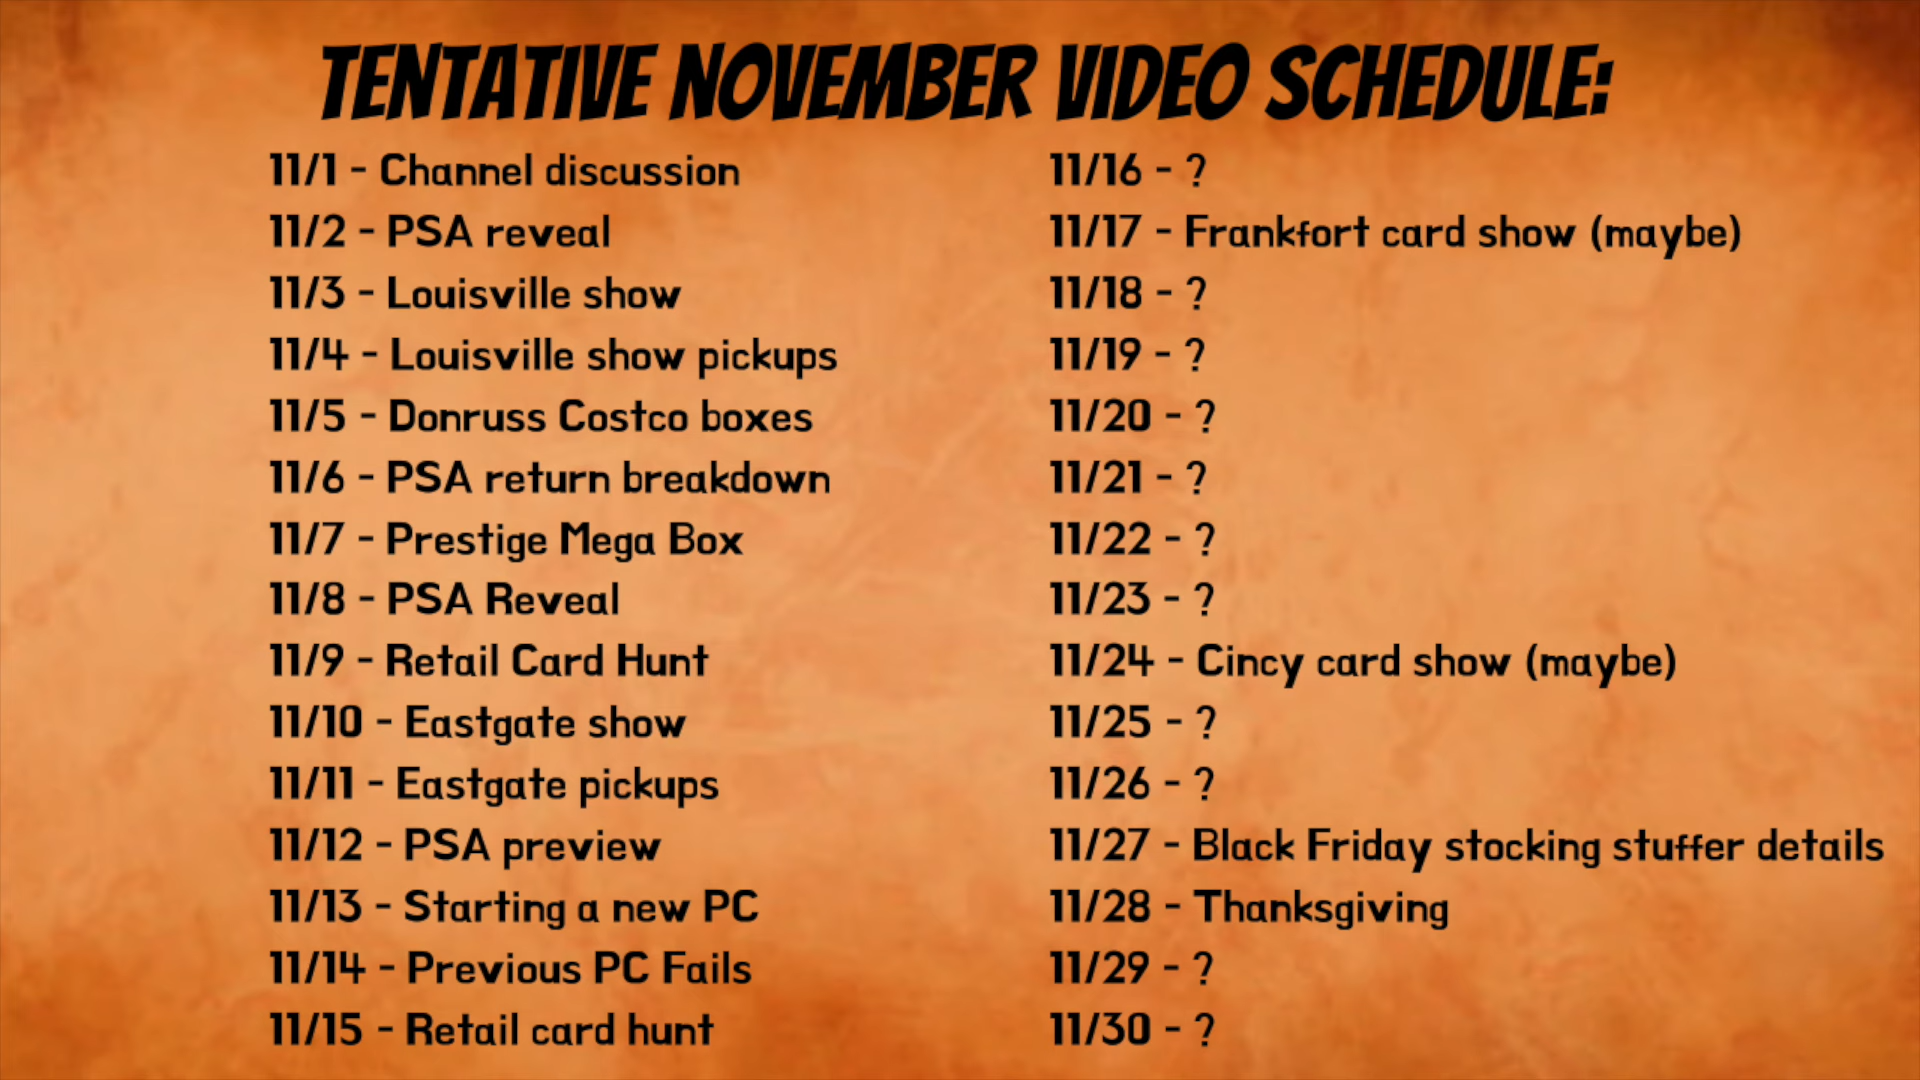 TENTATIVE NOVEMBER VIDEO SCHEDULE:
11/1 - Channel discussion
11/2 - PSA reveal
11/3 - Louisville show
11/4 - Louisville show pickups
11/5 - Donruss Costco boxes
11/6 - PSA return breakdown
11/7 - Prestige Mega Box
11/8 - PSA Reveal
11/9 - Retail Card Hunt
11/10 - Eastgate show
11/11 - Eastgate pickups
11/12 - PSA preview
11/13 - Starting a new PC
11/14 - Previous PC Fails
11/15 - Retail card hunt
11/16 - ?
11/17 - Frankfort card show (maybe)
11/18 - ?
11/19 - ?
11/20 - ?
11/21 - ?
11/22 - ?
11/23 - ?
11/24 - Cincy card show (maybe)
11/25 - ?
11/26 - ?
11/27 - Black Friday stocking stuffer details
11/28 - Thanksgiving
11/29 - ?
11/30 - ?